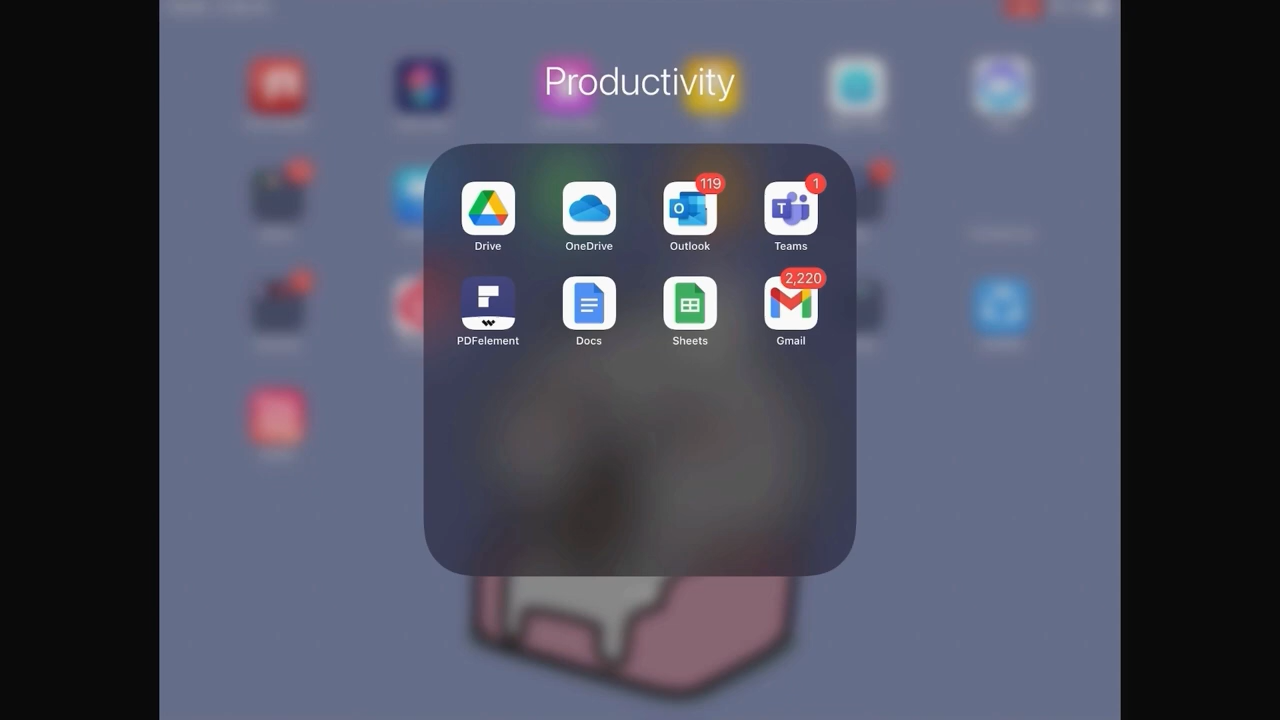 Productivity
119
1
Drive
OneDrive
Outlook
Teams
2,220
PDFelement
Docs
Sheets
Gmail